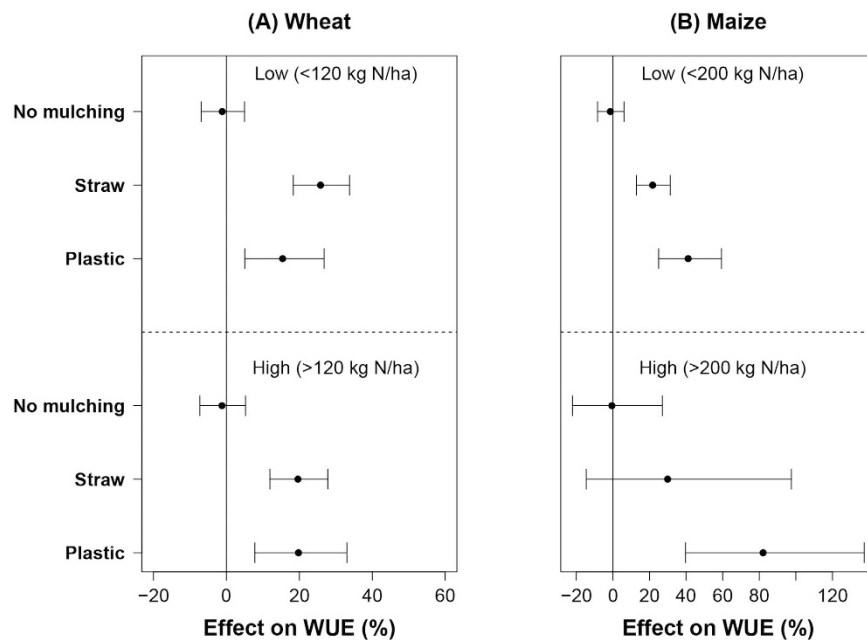 (A) Wheat
Low (<120 kg N/ha)
No mulching
Straw
Plastic
High (>120 kg N/ha)
No mulching
Straw
Plastic
−20 0 20 40 60
Effect on WUE (%)
(B) Maize
Low (<200 kg N/ha)
High (>200 kg N/ha)
−20 0 20 40 60 80 120
Effect on WUE (%)